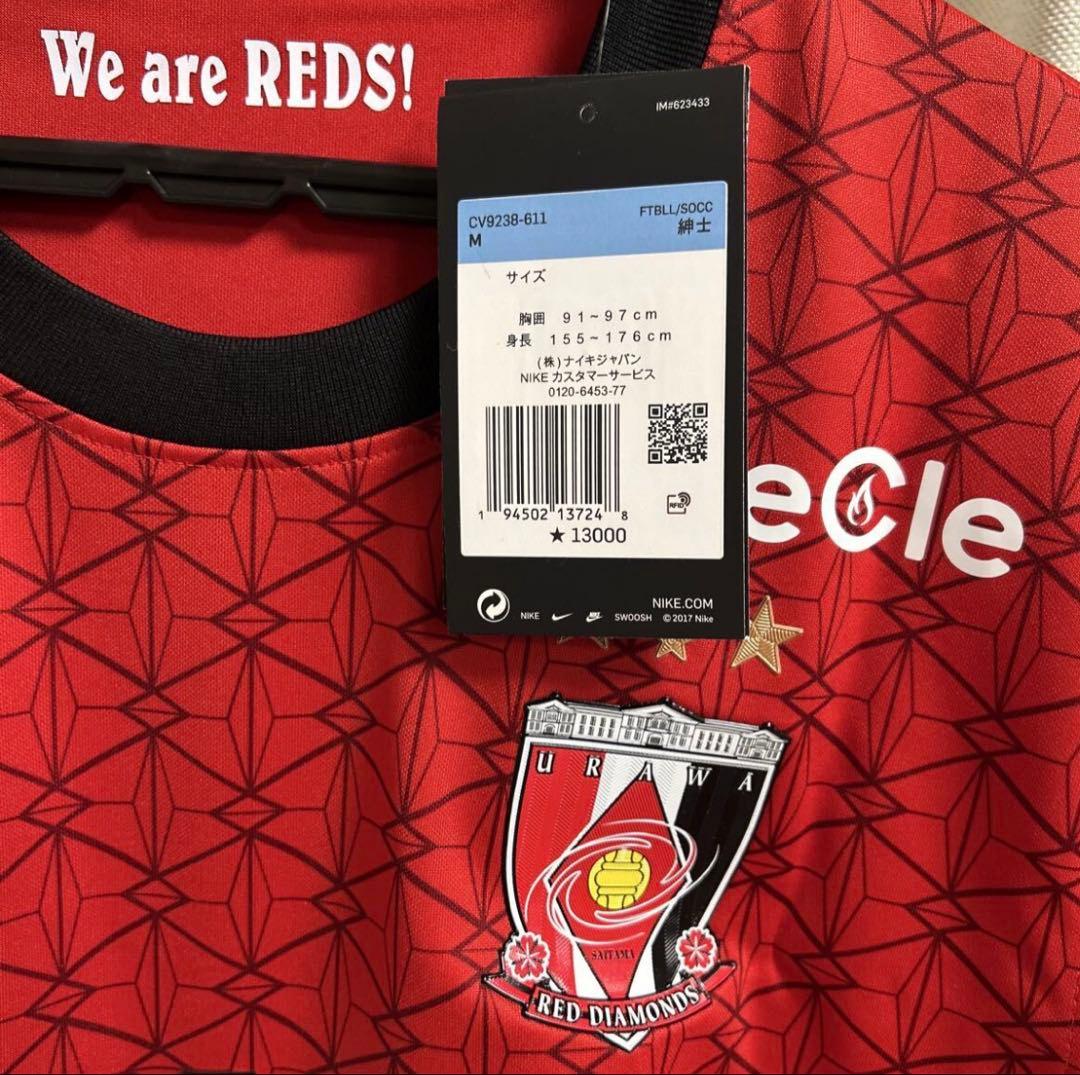 We are REDS!
IM#623433
CV9238-611
M
FTBLL/SOCC
紳士
サイズ
胸囲 91~97cm
身長 155~176cm
(株)ナイキジャパン
NIKE カスタマーサービス
0120-6453-77
1 94502 13724 8
★ 13000
RFID
NIKE.COM
NIKE SWOOSH © 2017 Nike
eCle
URAWA
SAITAMA
RED DIAMONDS